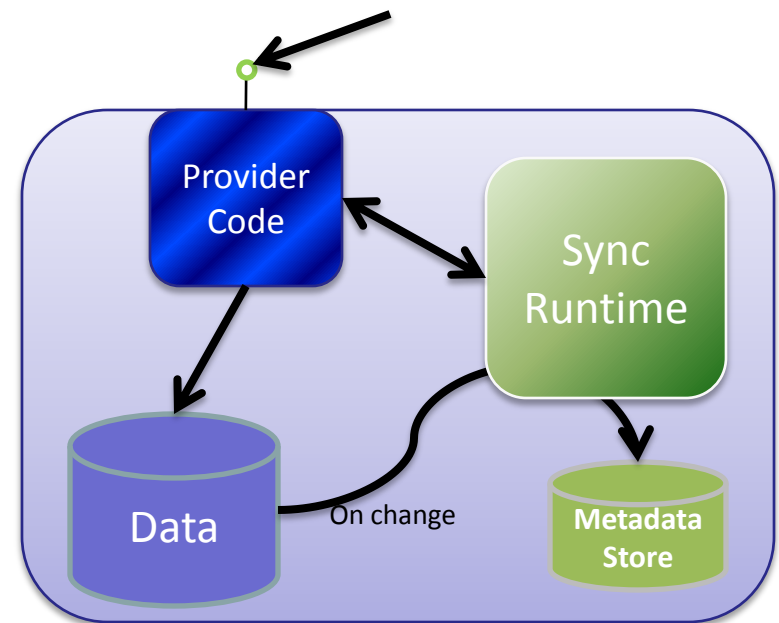 Provider
Code
Sync
Runtime
Data
On change
Metadata
Store